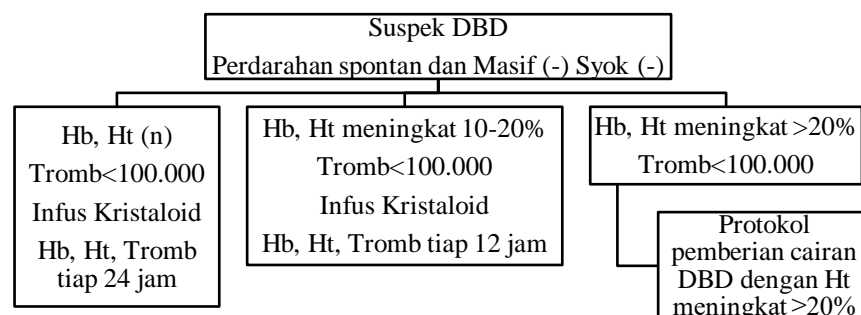 Suspek DBD
Perdarahan spontan dan Masif (-) Syok (-)
Hb, Ht (n)
Tromb<100.000
Infus Kristaloid
Hb, Ht, Tromb
tiap 24 jam
Hb, Ht meningkat 10-20%
Tromb<100.000
Infus Kristaloid
Hb, Ht, Tromb tiap 12 jam
Hb, Ht meningkat >20%
Tromb<100.000
Protokol
pemberian cairan
DBD dengan Ht
meningkat >20%